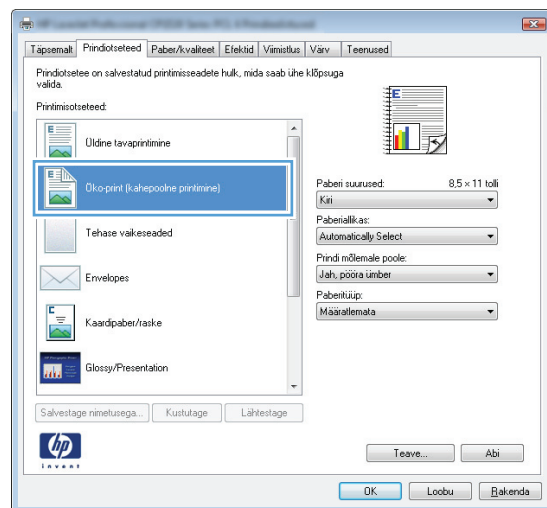 Täpsemalt Prindiotseteed Paber/kvaliteet Efektid Viimistlus Värv Teenused
Prindiotsetee on salvestatud printimisseadete hulk, mida saab ühe klõpsuga
valida.
Printimisotseteed:
E
Üldine tavaprintimine
E
Öko-print (kahepoolne printimine)
Tehase vaikeseaded
Envelopes
C
Kaardipaber/raske
Glossy/Presentation
Salvestage nimetusega... Kustutage Lähtestage
E
Paberi suurused: 8,5 × 11 tolli
Kiri
Paberiallikas:
Automatically Select
Prindi mõlemale poole:
Jah, pööra ümber
Paberitüüp:
Määratlemata
hp
invent
Teave... Abi
OK Loobu Rakenda